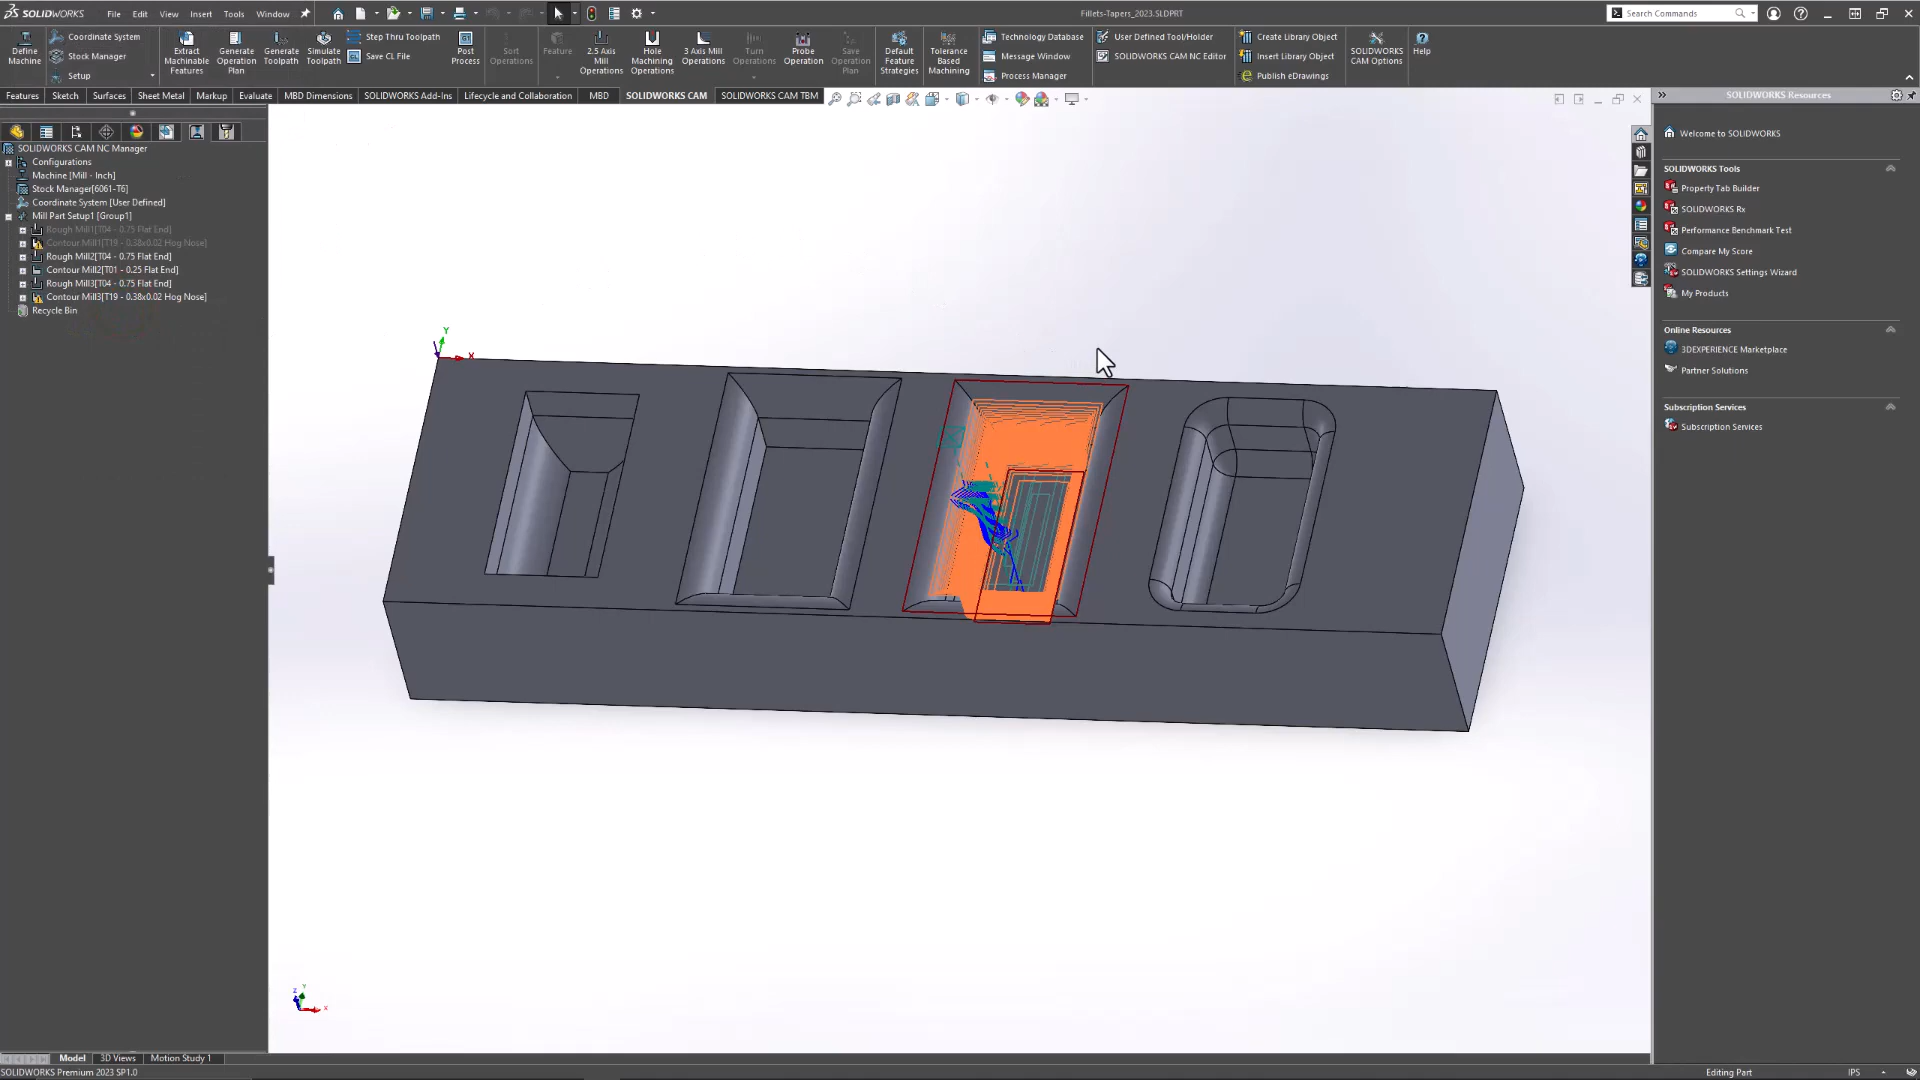 SOLIDWORKS File Edit View Insert Tools Window Fillets-Tapers_2023.SLDPRT Search Commands
Define Machine
Coordinate System
Stock Manager
Setup
Extract Machinable Features
Generate Operation Plan
Generate Toolpath
Simulate Toolpath
Step Thru Toolpath
Save CL File
Post Process
Sort Operations
Feature
2.5 Axis Mill Operations
Hole Machining Operations
3 Axis Mill Operations
Turn Operations
Probe Operation
Save Operation Plan
Default Feature Strategies
Tolerance Based Machining
Technology Database
Message Window
Process Manager
User Defined Tool/Holder
SOLIDWORKS CAM NC Editor
Create Library Object
Insert Library Object
Publish eDrawings
SOLIDWORKS CAM Options
Help
Features Sketch Surfaces Sheet Metal Markup Evaluate MBD Dimensions SOLIDWORKS Add-Ins Lifecycle and Collaboration MBD SOLIDWORKS CAM SOLIDWORKS CAM TBM
SOLIDWORKS CAM NC Manager
Configurations
Machine [Mill - Inch]
Stock Manager[6061-T6]
Coordinate System [User Defined]
Mill Part Setup1 [Group1]
Rough Mill1[T04 - 0.75 Flat End]
Contour Mill1[T19 - 0.38x0.02 Hog Nose]
Rough Mill2[T04 - 0.75 Flat End]
Contour Mill2[T01 - 0.25 Flat End]
Rough Mill3[T04 - 0.75 Flat End]
Contour Mill3[T19 - 0.38x0.02 Hog Nose]
Recycle Bin
Y
X
Z
Y
X
SOLIDWORKS Resources
Welcome to SOLIDWORKS
SOLIDWORKS Tools
Property Tab Builder
SOLIDWORKS Rx
Performance Benchmark Test
Compare My Score
SOLIDWORKS Settings Wizard
My Products
Online Resources
3DEXPERIENCE Marketplace
Partner Solutions
Subscription Services
Subscription Services
Model 3D Views Motion Study 1
SOLIDWORKS Premium 2023 SP1.0 Editing Part IPS